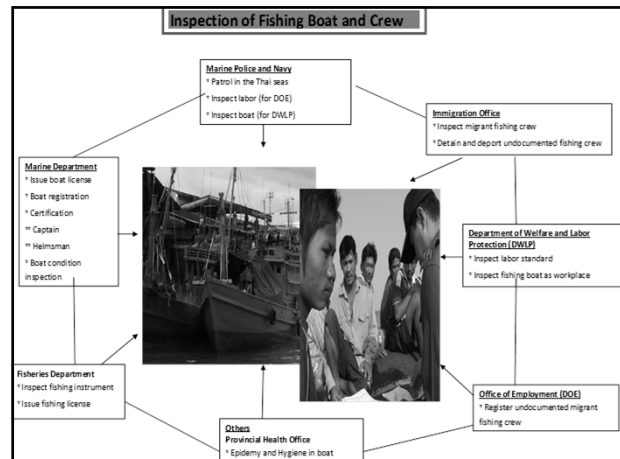 Inspection of Fishing Boat and Crew
Marine Police and Navy
* Patrol in the Thai seas
* Inspect labor (for DOE)
* Inspect boat (for DWLP)
Immigration Office
* Inspect migrant fishing crew
* Detain and deport undocumented fishing crew
Marine Department
* Issue boat license
* Boat registration
* Certification
** Captain
** Helmsman
* Boat condition
inspection
Department of Welfare and Labor
Protection (DWLP)
* Inspect labor standard
* Inspect fishing boat as workplace
Fisheries Department
* Inspect fishing instrument
* Issue fishing license
Office of Employment (DOE)
* Register undocumented migrant
fishing crew
Others
Provincial Health Office
* Epidemy and Hygiene in boat